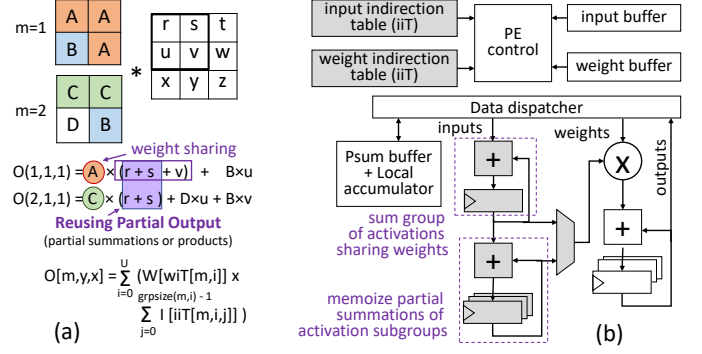 m=1
A A
B A
m=2
C C
D B
*
r s t
u v w
x y z
weight sharing
O(1,1,1) = A × (r + s + v) + B×u
O(2,1,1) = C × (r + s ) + D×u + B×v
Reusing Partial Output
(partial summations or products)
O[m,y,x] = Σ (W[wiT[m,i]] x
U
i=0
grpsize(m,i) - 1
Σ I [iiT[m,i,j]] )
j=0
(a)
input indirection
table (iiT)
weight indirection
table (iiT)
PE
control
input buffer
weight buffer
Data dispatcher
inputs
weights
outputs
Psum buffer
+ Local
accumulator
+
X
+
sum group
of activations
sharing weights
+
memoize partial
summations of
activation subgroups
(b)